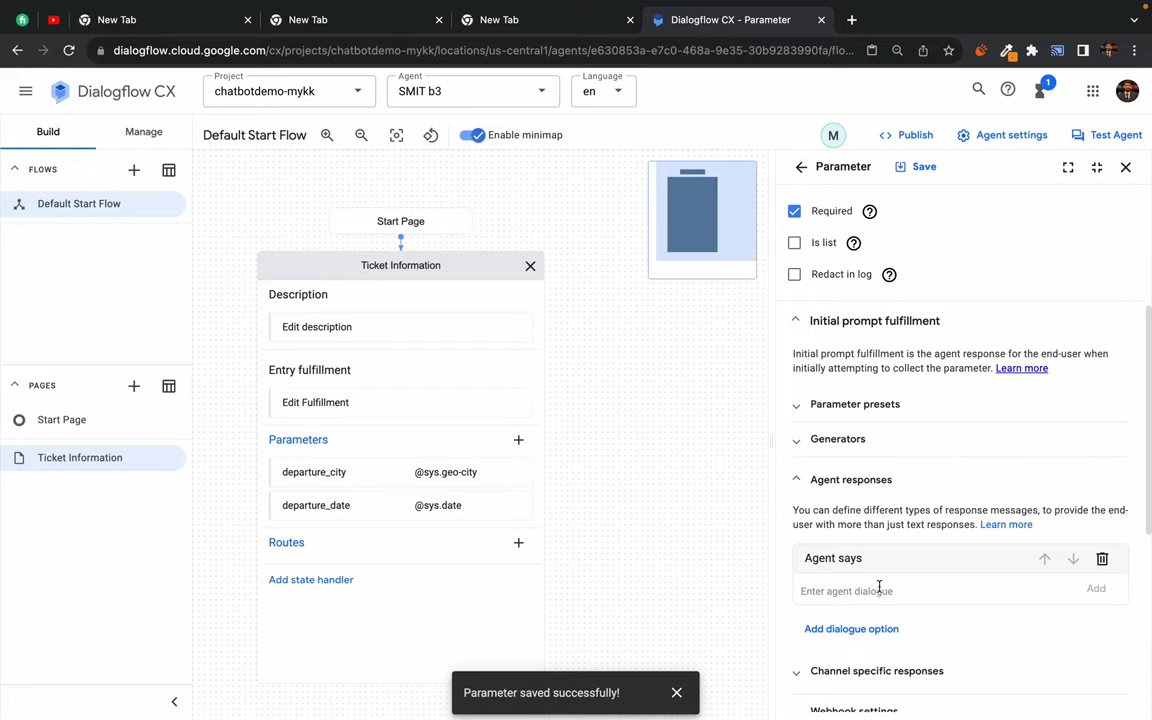 New Tab
New Tab
New Tab
Dialogflow CX - Parameter
dialogflow.cloud.google.com/cx/projects/chatbotdemo-mykk/locations/us-central1/agents/e630853a-e7c0-468a-9e35-30b9283990fa/flo...
Dialogflow CX
Project
chatbotdemo-mykk
Agent
SMIT b3
Language
en
1
Build
Manage
Default Start Flow
Enable minimap
M
Publish
Agent settings
Test Agent
FLOWS
Default Start Flow
PAGES
Start Page
Ticket Information
Start Page
Ticket Information
Description
Edit description
Entry fulfillment
Edit Fulfillment
Parameters
departure_city @sys.geo-city
departure_date @sys.date
Routes
Add state handler
Parameter saved successfully!
Parameter
Save
Required
Is list
Redact in log
Initial prompt fulfillment
Initial prompt fulfillment is the agent response for the end-user when
initially attempting to collect the parameter. Learn more
Parameter presets
Generators
Agent responses
You can define different types of response messages, to provide the end-
user with more than just text responses. Learn more
Agent says
Enter agent dialogue
Add
Add dialogue option
Channel specific responses
Webhook settings